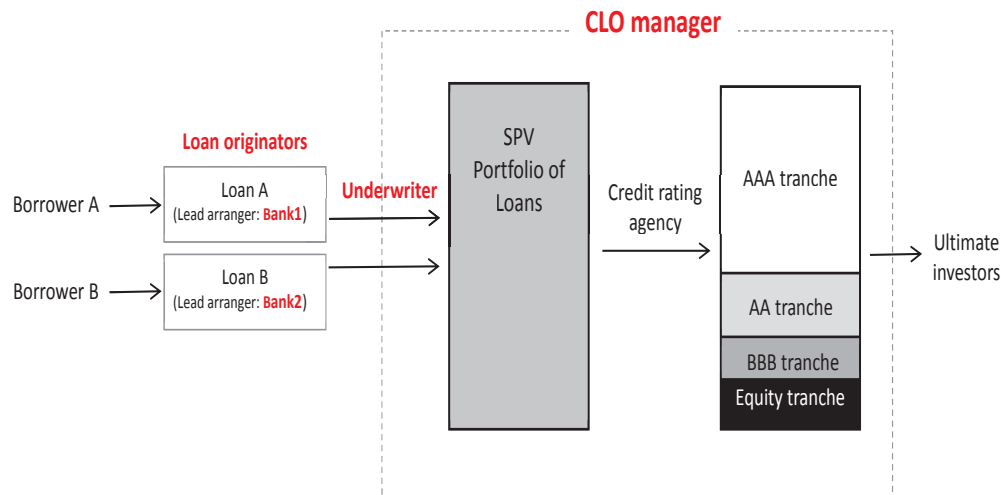 CLO manager
Loan originators
Borrower A
Loan A
(Lead arranger: Bank1)
Borrower B
Loan B
(Lead arranger: Bank2)
Underwriter
SPV
Portfolio of
Loans
Credit rating
agency
AAA tranche
AA tranche
BBB tranche
Equity tranche
Ultimate
investors